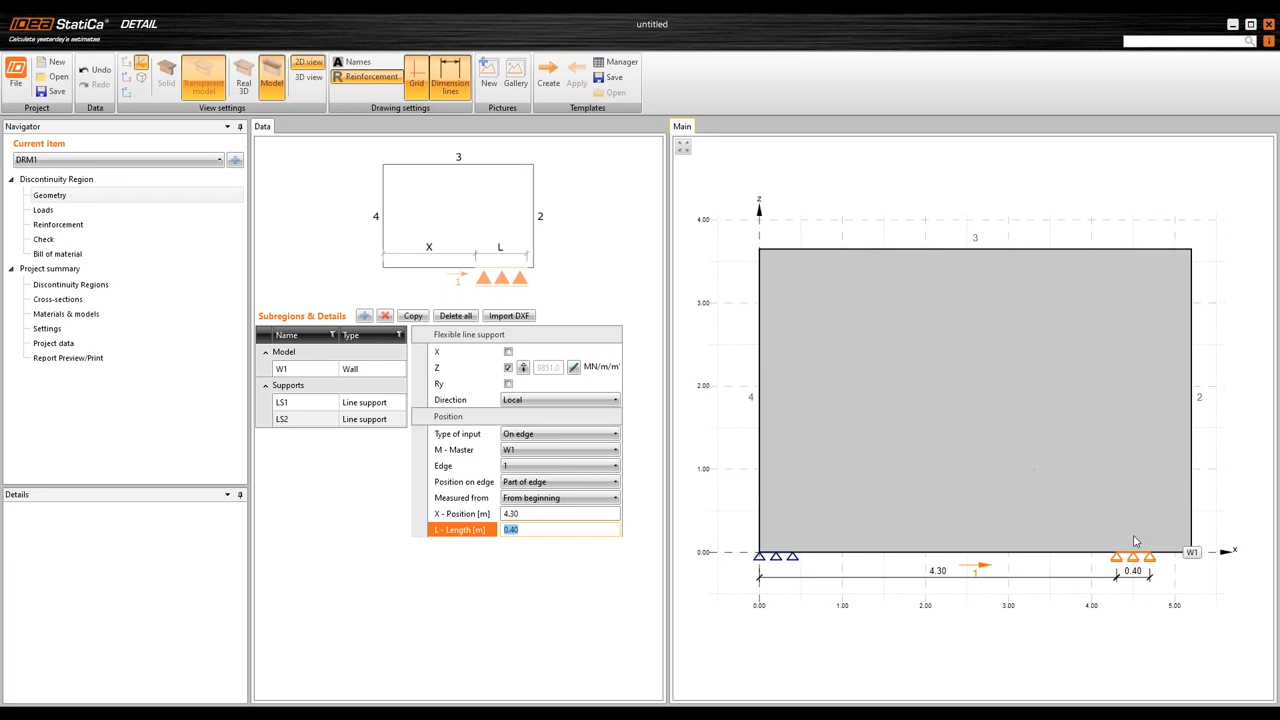 IDEA StatiCa® DETAIL
Calculate yesterday's estimates
untitled
File
New
Open
Save
Project
Undo
Redo
Data
Solid
Transparent model
Real 3D
Model
2D view
3D view
View settings
A Names
R Reinforcement
Grid
Dimension lines
Drawing settings
New
Gallery
Pictures
Create
Apply
Manager
Save
Open
Templates
Navigator
Current item
DRM1
Discontinuity Region
Geometry
Loads
Reinforcement
Check
Bill of material
Project summary
Discontinuity Regions
Cross-sections
Materials & models
Settings
Project data
Report Preview/Print
Details
Data
3
4
2
X
L
1
Subregions & Details
Copy
Delete all
Import DXF
Name
Type
Model
W1
Wall
Supports
LS1
Line support
LS2
Line support
Flexible line support
X
Z
9851.0
MN/m/m
Ry
Direction
Local
Position
Type of input
On edge
M - Master
W1
Edge
1
Position on edge
Part of edge
Measured from
From beginning
X - Position [m]
4.30
L - Length [m]
0.40
Main
z
4.00
3
3.00
2.00
4
2
1.00
0.00
W1
x
4.30
1
0.40
0.00
1.00
2.00
3.00
4.00
5.00